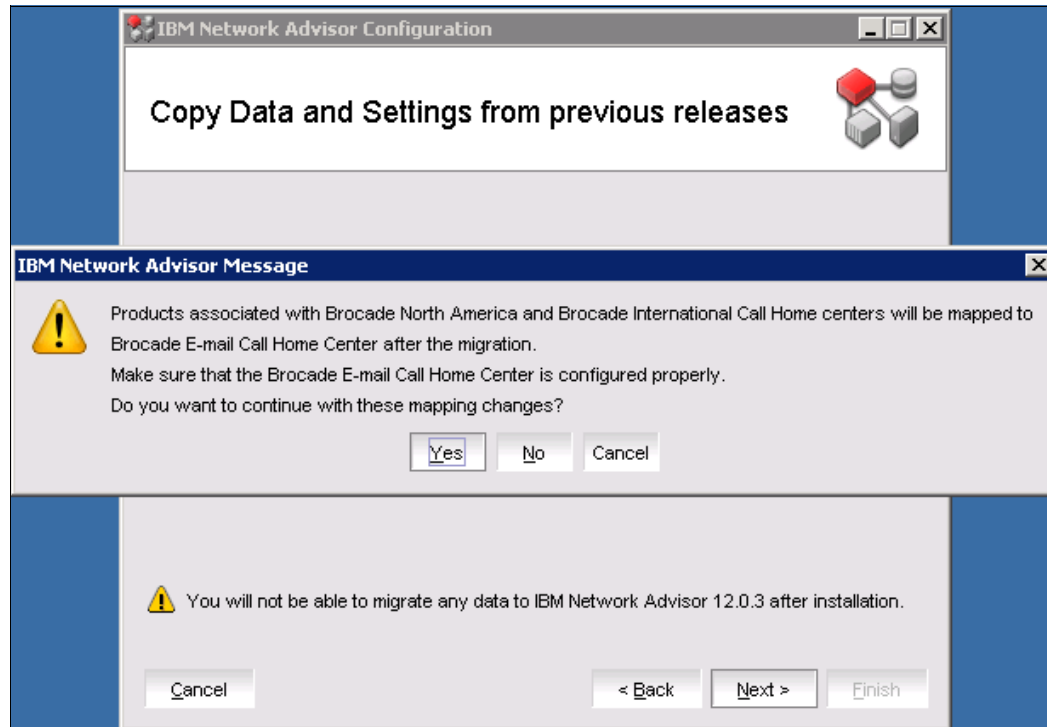 IBM Network Advisor Configuration
Copy Data and Settings from previous releases
IBM Network Advisor Message
Products associated with Brocade North America and Brocade International Call Home centers will be mapped to
Brocade E-mail Call Home Center after the migration.
Make sure that the Brocade E-mail Call Home Center is configured properly.
Do you want to continue with these mapping changes?
Yes No Cancel
You will not be able to migrate any data to IBM Network Advisor 12.0.3 after installation.
Cancel < Back Next > Finish